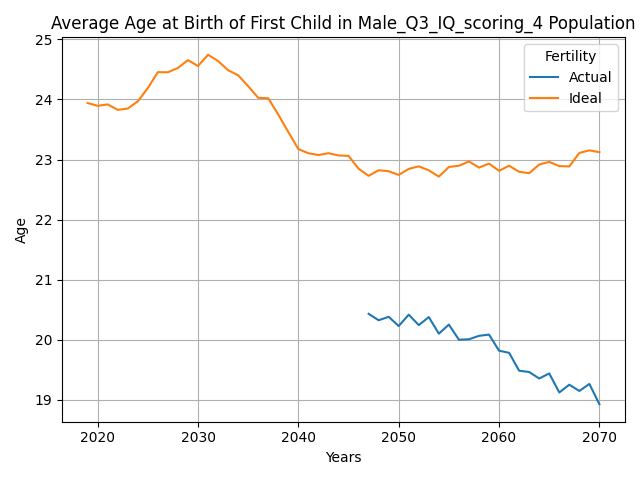 Average Age at Birth of First Child in Male_Q3_IQ_scoring_4 Population
25
24
23
22
21
20
19
Age
Fertility
Actual
Ideal
2020 2030 2040 2050 2060 2070
Years